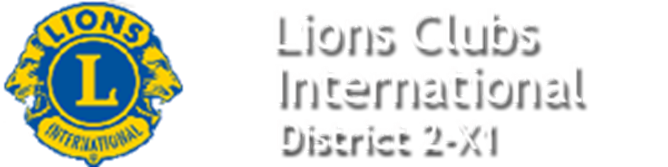 LIONS
L
INTERNATIONAL
Lions Clubs
International
District 2-X1